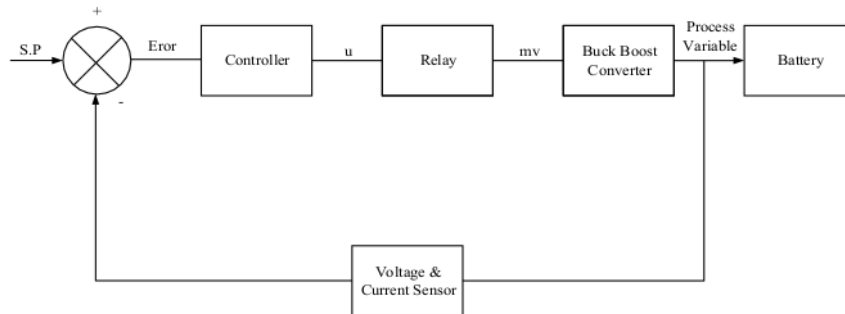 +
S.P
Eror
Controller
u
Relay
mv
Buck Boost
Converter
Process
Variable
Battery
-
Voltage &
Current Sensor